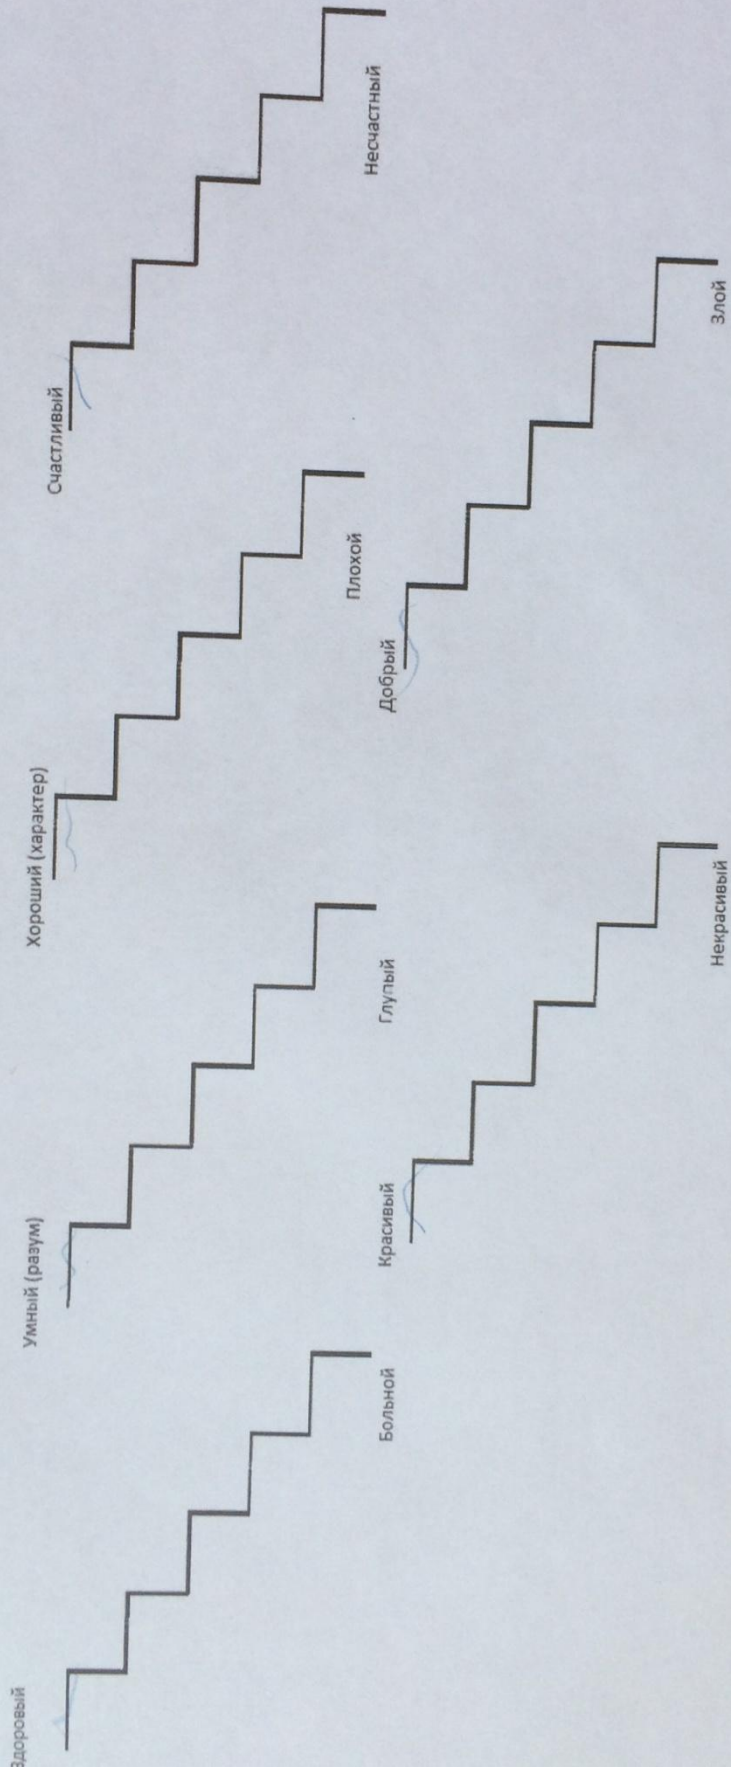 Здоровый
Больной
Умный (разум)
Глупый
Хороший (характер)
Плохой
Счастливый
Несчастный
Красивый
Некрасивый
Добрый
Злой